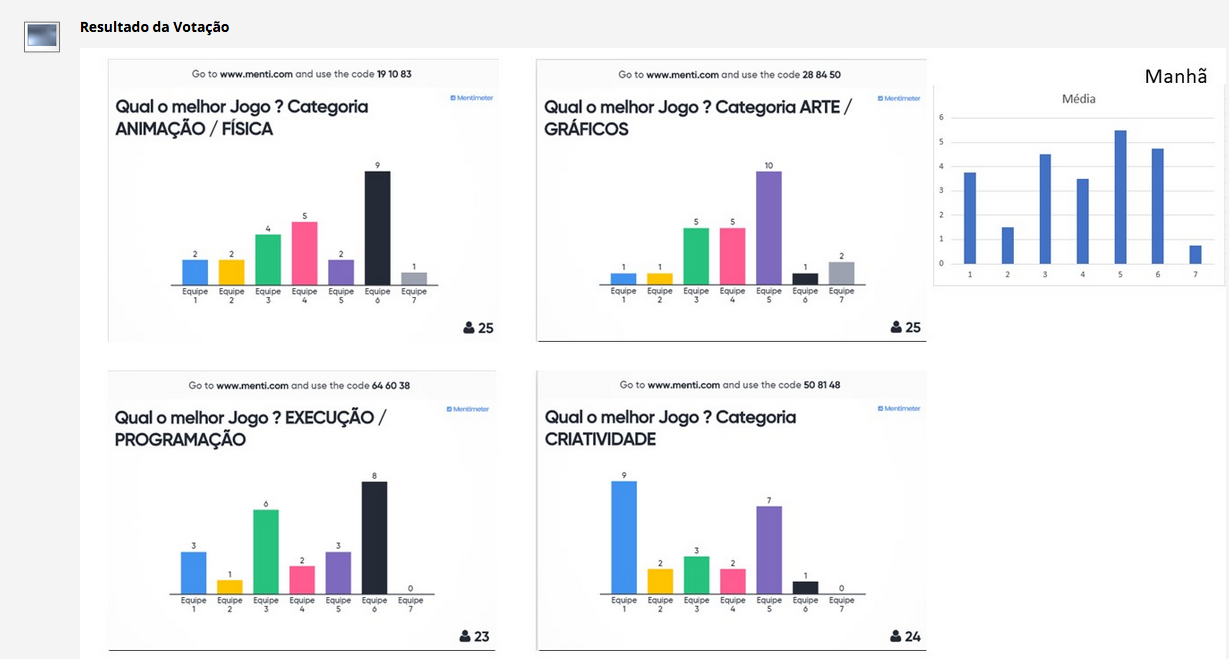 Resultado da Votação
Go to www.menti.com and use the code 19 10 83
Mentimeter
Qual o melhor Jogo ? Categoria
ANIMAÇÃO / FÍSICA
2 2 4 5 2 9 1
Equipe 1 Equipe 2 Equipe 3 Equipe 4 Equipe 5 Equipe 6 Equipe 7
25
Go to www.menti.com and use the code 28 84 50
Mentimeter
Qual o melhor Jogo ? Categoria ARTE /
GRÁFICOS
1 1 5 5 10 1 2
Equipe 1 Equipe 2 Equipe 3 Equipe 4 Equipe 5 Equipe 6 Equipe 7
25
Manhã
Média
6
5
4
3
2
1
0
1 2 3 4 5 6 7
Go to www.menti.com and use the code 64 60 38
Mentimeter
Qual o melhor Jogo ? EXECUÇÃO /
PROGRAMAÇÃO
3 1 6 2 3 8 0
Equipe 1 Equipe 2 Equipe 3 Equipe 4 Equipe 5 Equipe 6 Equipe 7
23
Go to www.menti.com and use the code 50 81 48
Mentimeter
Qual o melhor Jogo ? Categoria
CRIATIVIDADE
9 2 3 2 7 1 0
Equipe 1 Equipe 2 Equipe 3 Equipe 4 Equipe 5 Equipe 6 Equipe 7
24